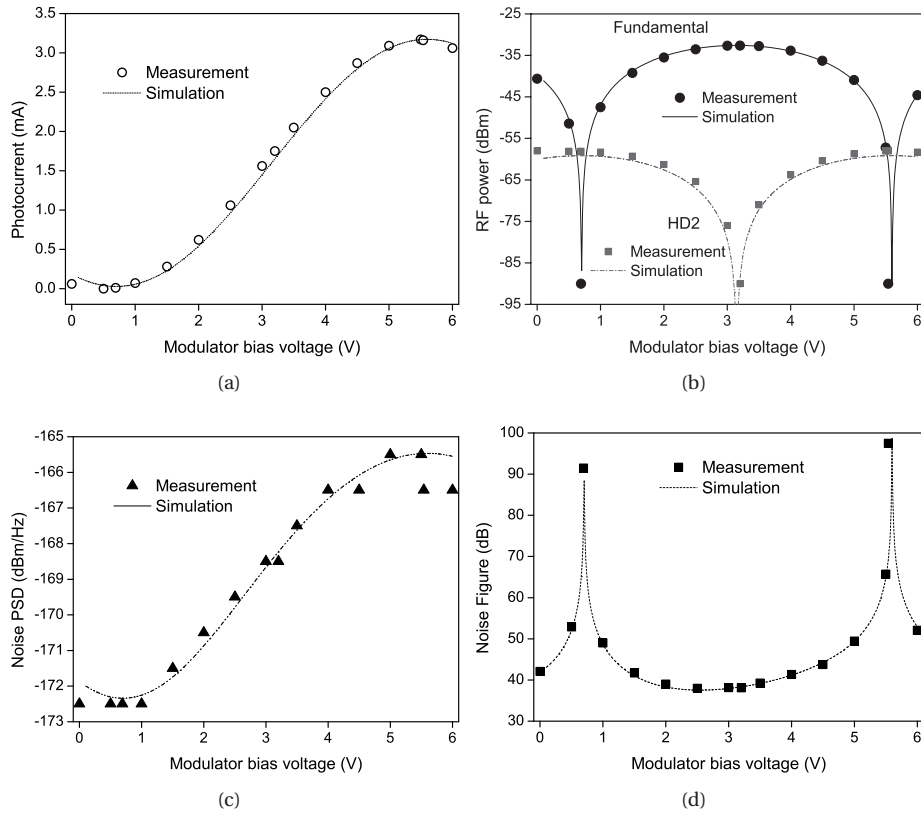 3.5
3.0
2.5
2.0
1.5
1.0
0.5
0.0
Photocurrent (mA)
Measurement
Simulation
0 1 2 3 4 5 6
Modulator bias voltage (V)
(a)
-25
-35
-45
-55
-65
-75
-85
-95
RF power (dBm)
Fundamental
Measurement
Simulation
HD2
Measurement
Simulation
0 1 2 3 4 5 6
Modulator bias voltage (V)
(b)
-165
-166
-167
-169
-170
-171
-172
-173
Noise PSD (dBm/Hz)
Measurement
Simulation
0 1 2 3 4 5 6
Modulator bias voltage (V)
(c)
100
90
80
70
60
50
40
30
Noise Figure (dB)
Measurement
Simulation
0 1 2 3 4 5 6
Modulator bias voltage (V)
(d)